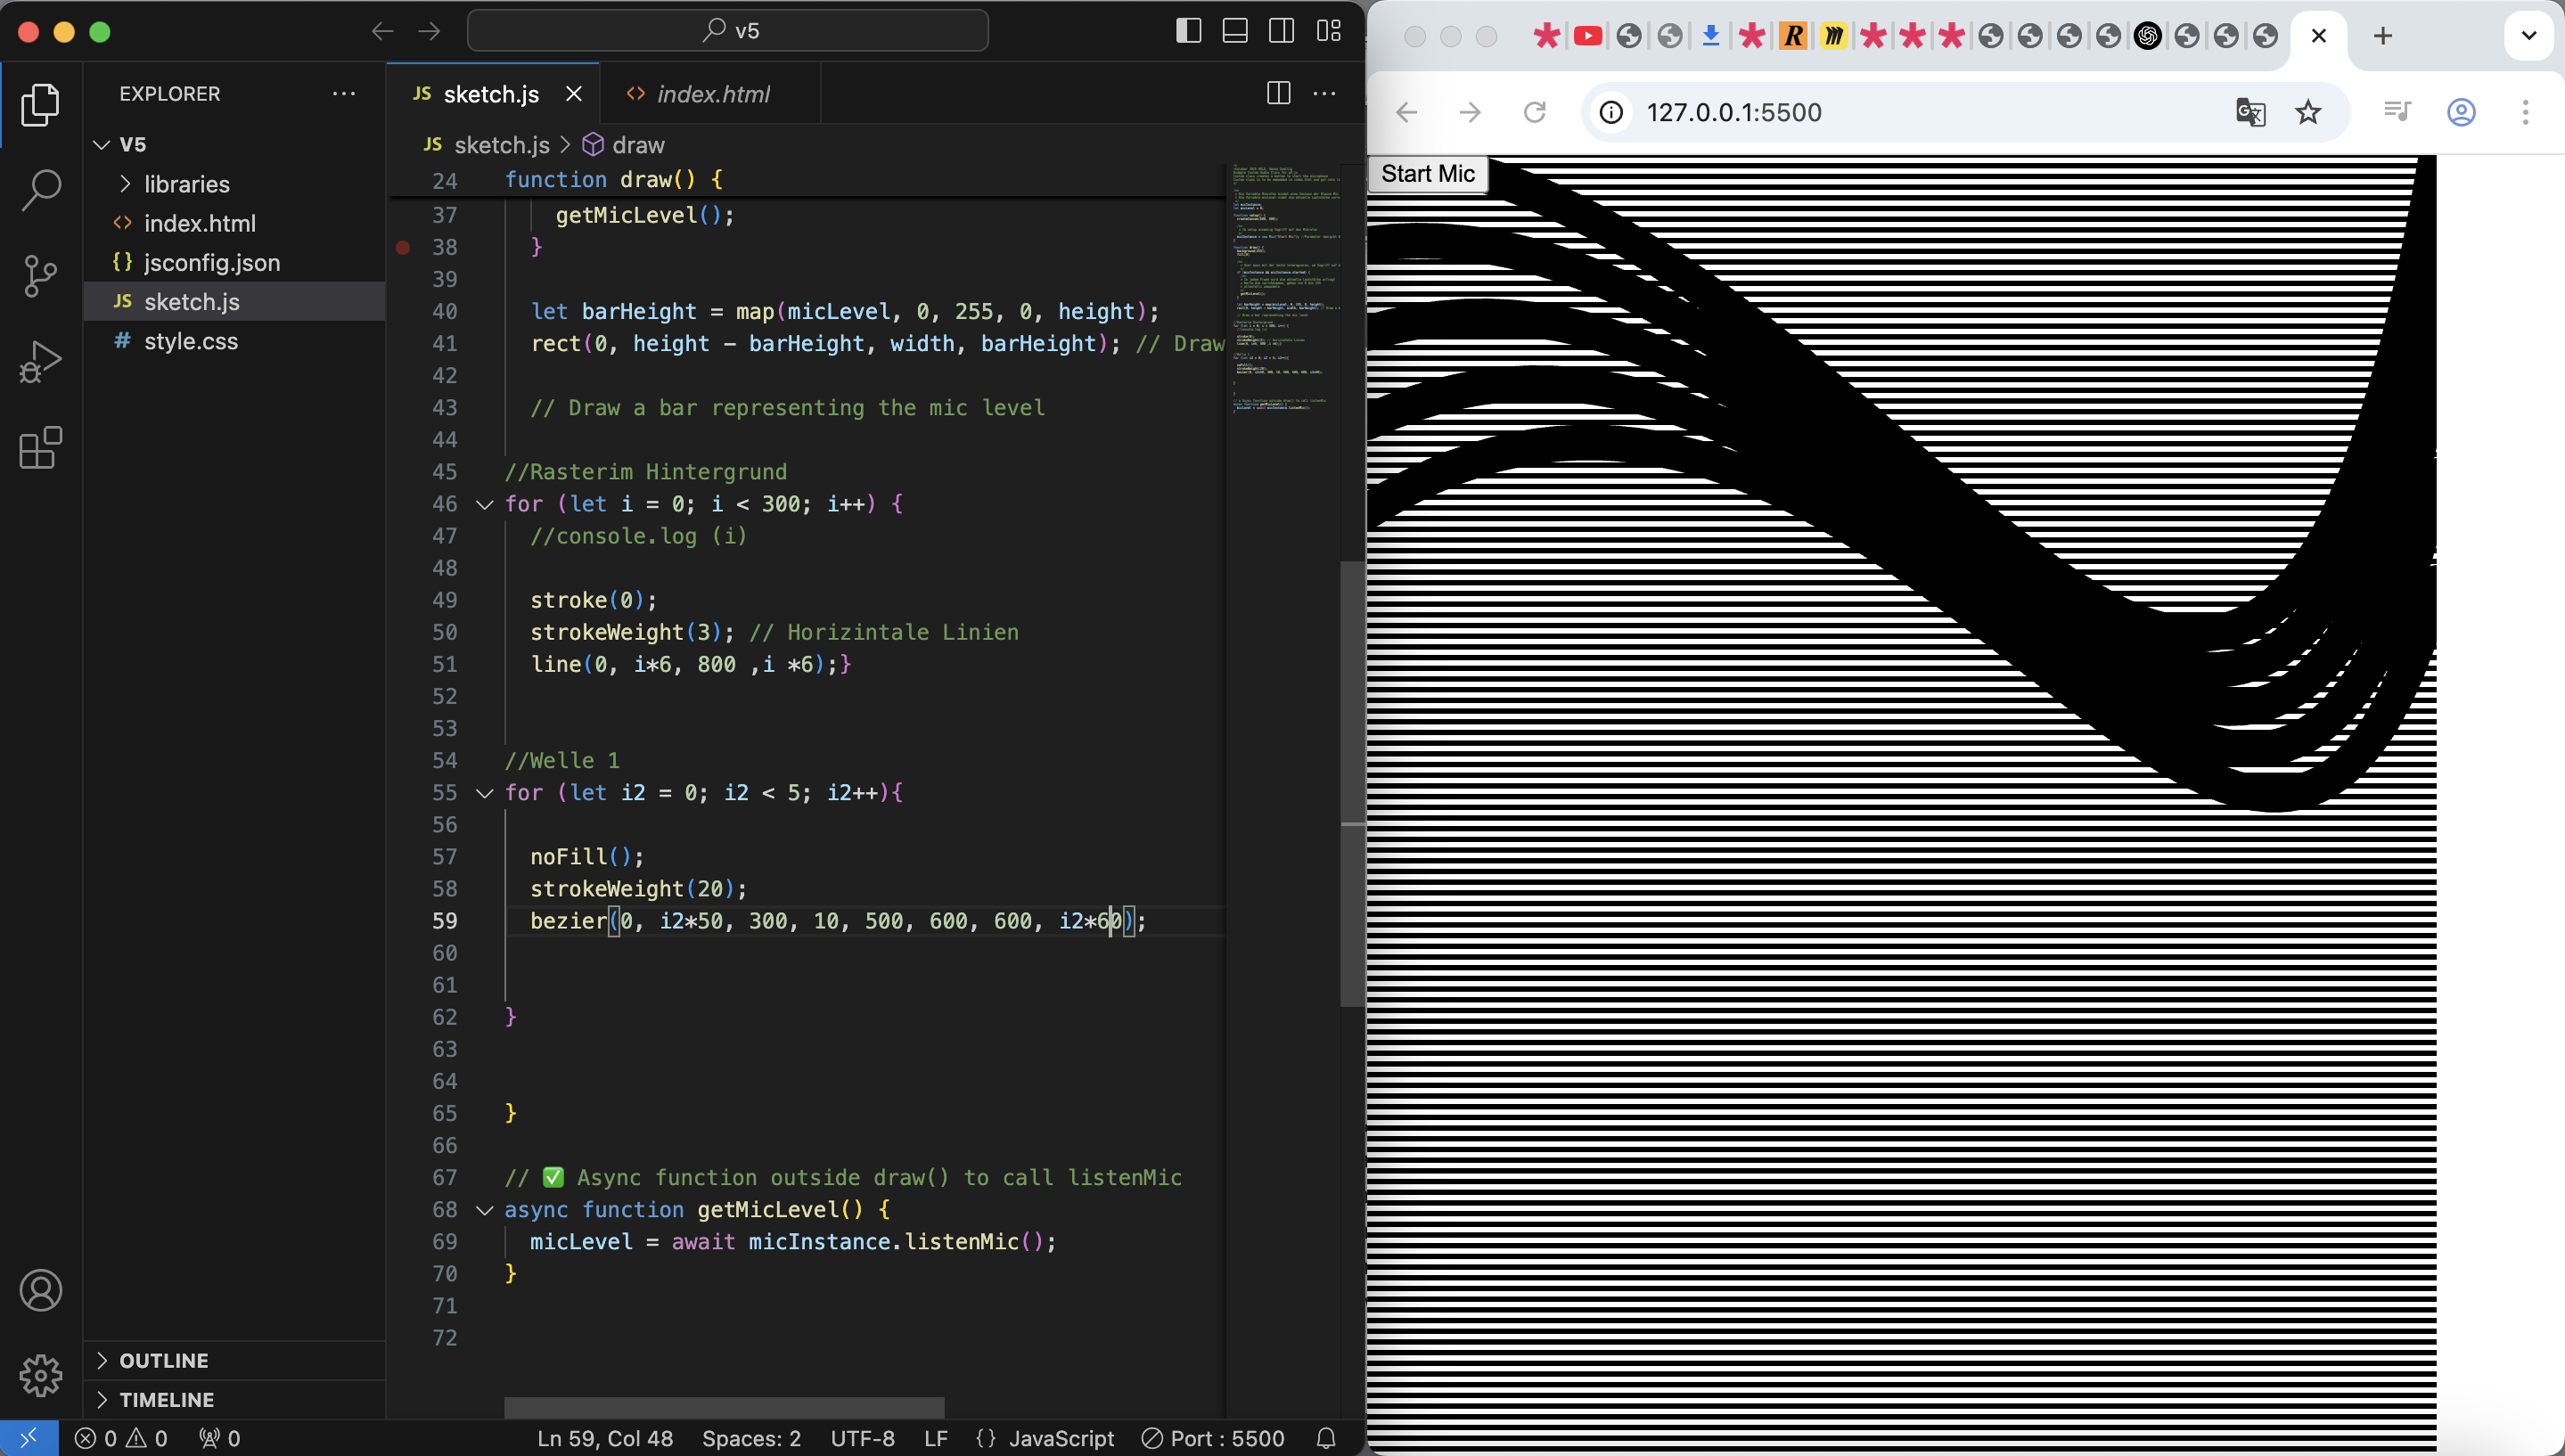 v5
EXPLORER
V5
libraries
index.html
jsconfig.json
sketch.js
style.css
OUTLINE
TIMELINE
JS sketch.js
index.html
JS sketch.js > draw
24 function draw() {
37 getMicLevel();
38 }
39
40 let barHeight = map(micLevel, 0, 255, 0, height);
41 rect(0, height - barHeight, width, barHeight); // Draw
42
43 // Draw a bar representing the mic level
44
45 //Rasterim Hintergrund
46 for (let i = 0; i < 300; i++) {
47 //console.log (i)
48
49 stroke(0);
50 strokeWeight(3); // Horizintale Linien
51 line(0, i*6, 800 ,i *6);}
52
53
54 //Welle 1
55 for (let i2 = 0; i2 < 5; i2++){
56
57 noFill();
58 strokeWeight(20);
59 bezier(0, i2*50, 300, 10, 500, 600, 600, i2*60);
60
61
62 }
63
64
65 }
66
67 // ✅ Async function outside draw() to call listenMic
68 async function getMicLevel() {
69 micLevel = await micInstance.listenMic();
70 }
71
72
0 0 0
Ln 59, Col 48 Spaces: 2 UTF-8 LF {} JavaScript Port : 5500
127.0.0.1:5500
Start Mic